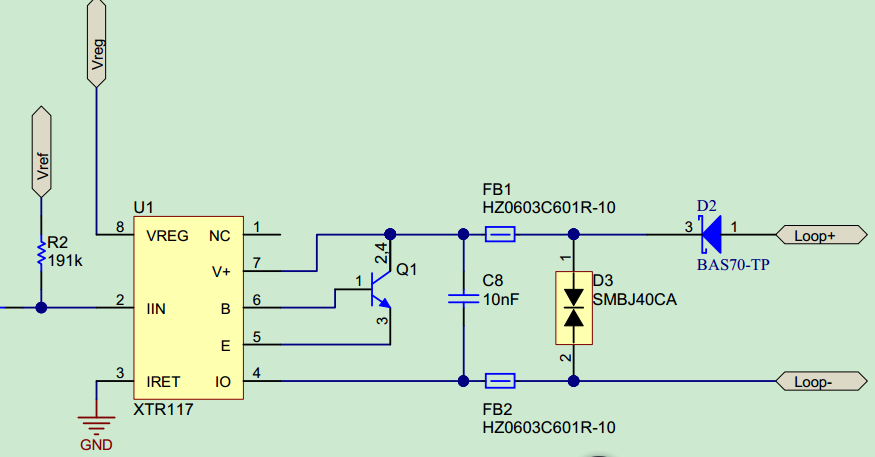 Vreg
Vref
R2
191k
U1
8
VREG
NC
1
V+
7
2
IIN
B
6
E
5
3
IRET
IO
4
XTR117
GND
2,4
Q1
1
3
C8
10nF
FB1
HZ0603C601R-10
FB2
HZ0603C601R-10
1
D3
SMBJ40CA
2
D2
3
1
BAS70-TP
Loop+
Loop-